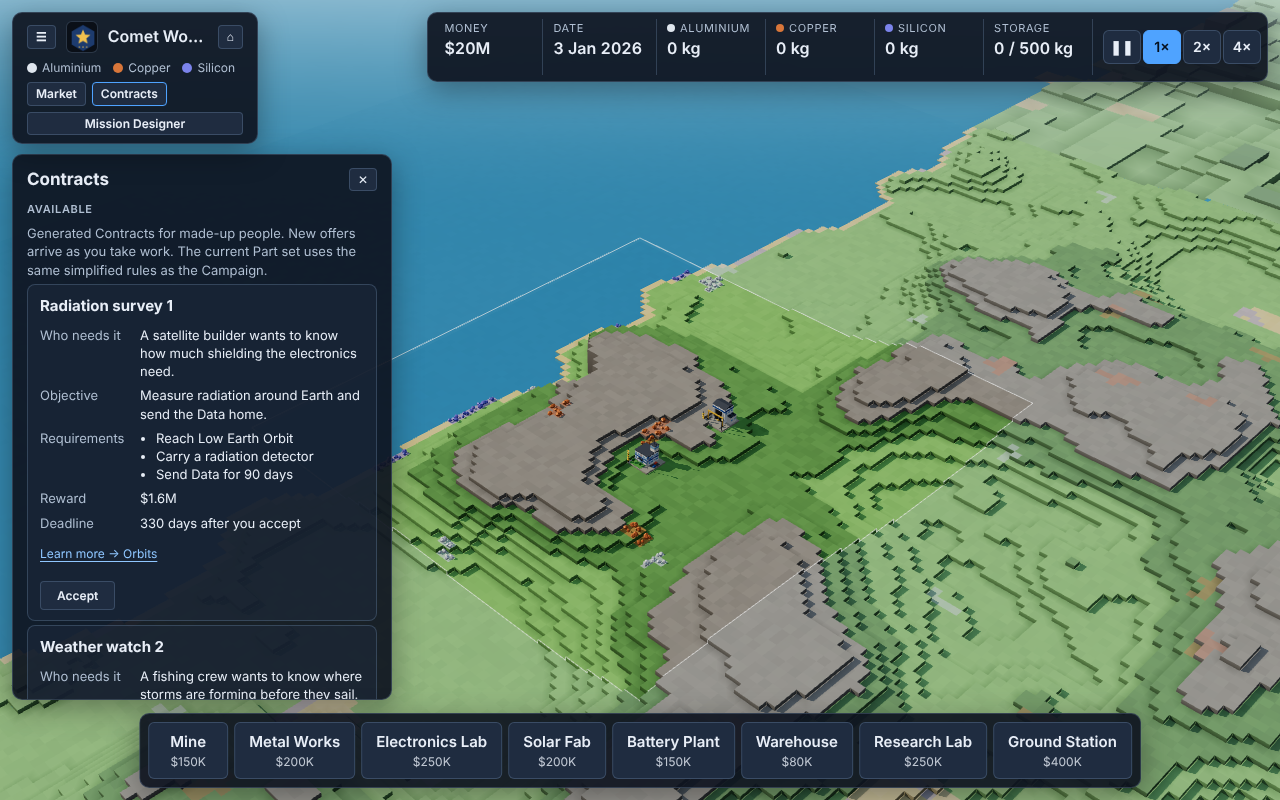 ☰ Comet Wo... ⌂
Aluminium Copper Silicon
Market Contracts
Mission Designer
MONEY
$20M
DATE
3 Jan 2026
ALUMINIUM
0 kg
COPPER
0 kg
SILICON
0 kg
STORAGE
0 / 500 kg
❚❚ 1× 2× 4×
Contracts ×
AVAILABLE
Generated Contracts for made-up people. New offers
arrive as you take work. The current Part set uses the
same simplified rules as the Campaign.
Radiation survey 1
Who needs it A satellite builder wants to know
how much shielding the electronics
need.
Objective Measure radiation around Earth and
send the Data home.
Requirements • Reach Low Earth Orbit
• Carry a radiation detector
• Send Data for 90 days
Reward $1.6M
Deadline 330 days after you accept
Learn more → Orbits
Accept
Weather watch 2
Who needs it A fishing crew wants to know where
storms are forming before they sail.
Mine
$150K
Metal Works
$200K
Electronics Lab
$250K
Solar Fab
$200K
Battery Plant
$150K
Warehouse
$80K
Research Lab
$250K
Ground Station
$400K